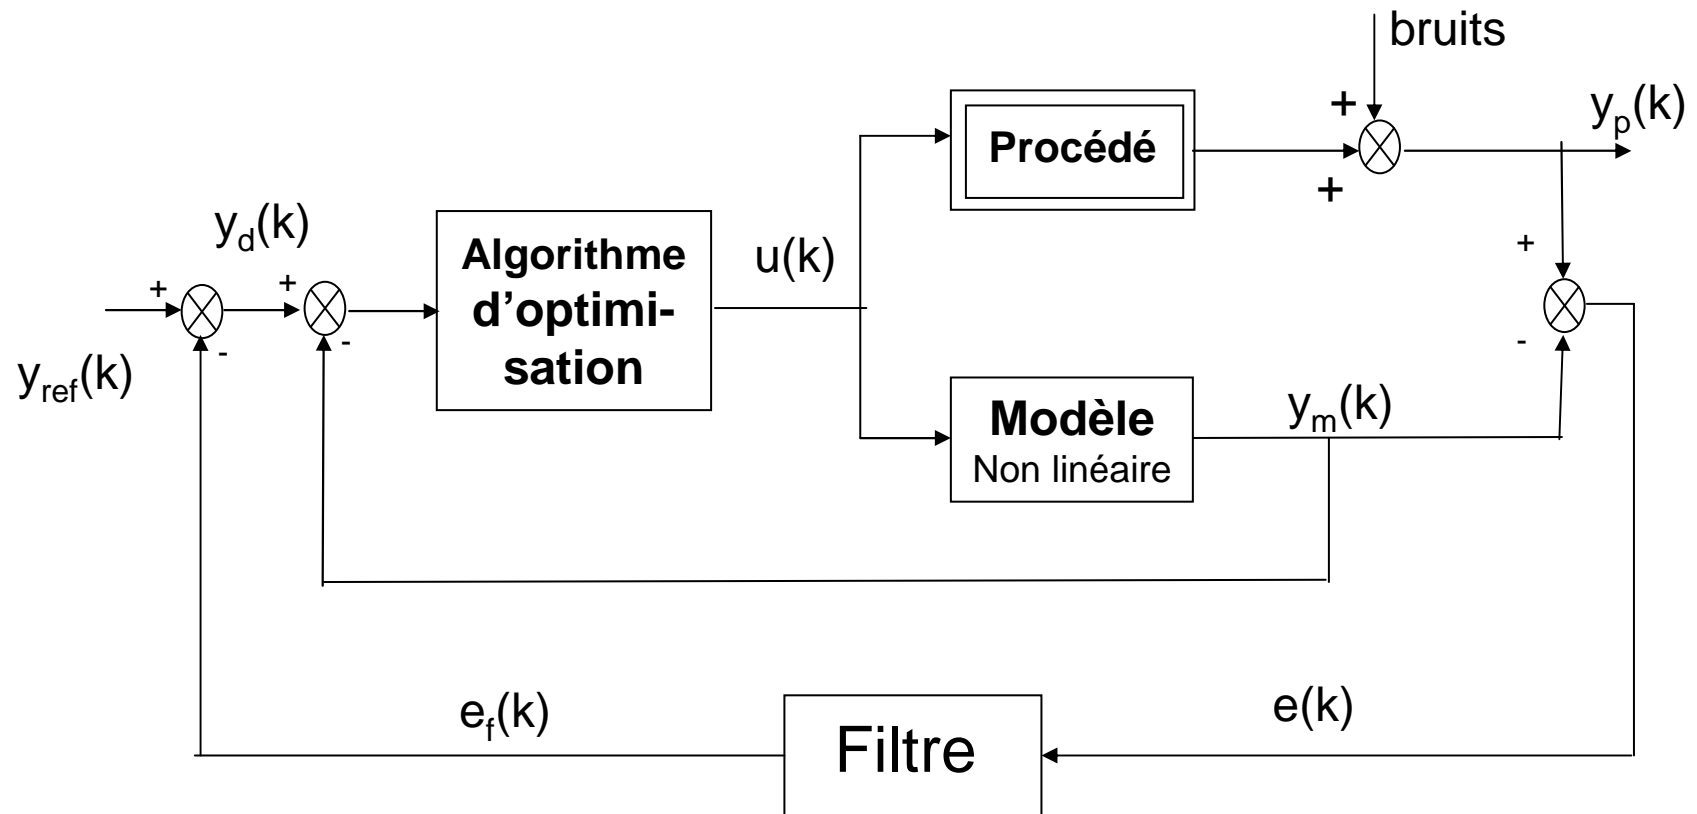 bruits
+
y_p(k)
Procédé
+
y_d(k)
Algorithme
d'optimi-
sation
u(k)
+
+
+
-
-
-
y_ref(k)
Modèle
Non linéaire
y_m(k)
e_f(k)
Filtre
e(k)